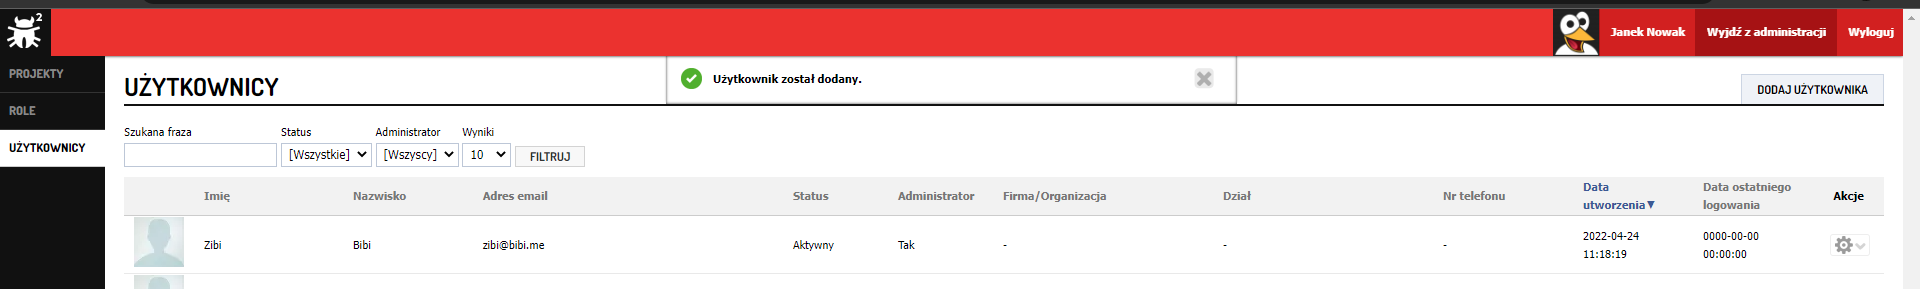 2
Janek Nowak
Wyjdź z administracji
Wyloguj
PROJEKTY
ROLE
UŻYTKOWNICY
UŻYTKOWNICY
Użytkownik został dodany.
DODAJ UŻYTKOWNIKA
Szukana fraza Status Administrator Wyniki
[Wszystkie] [Wszyscy] 10 FILTRUJ
Imię Nazwisko Adres email Status Administrator Firma/Organizacja Dział Nr telefonu Data utworzenia▼ Data ostatniego logowania Akcje
Zibi Bibi zibi@bibi.me Aktywny Tak - - - 2022-04-24 11:18:19 0000-00-00 00:00:00